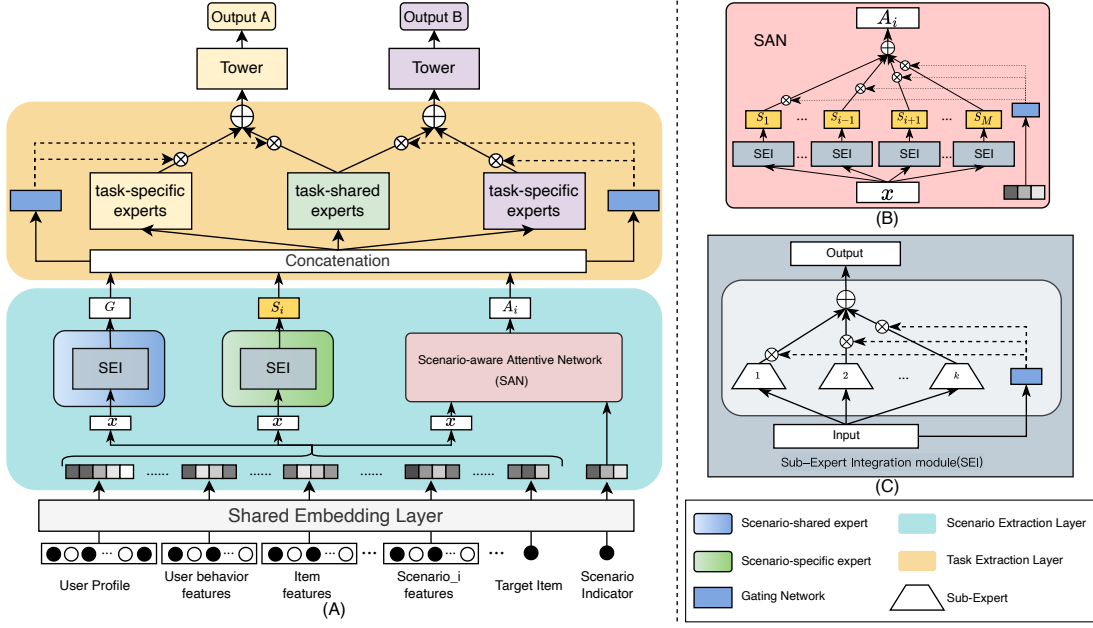 Output A
Output B
Tower
Tower
task-specific
experts
task-shared
experts
task-specific
experts
Concatenation
G
S_i
A_i
SEI
SEI
Scenario-aware Attentive Network
(SAN)
x
x
x
......
......
......
......
Shared Embedding Layer
...
...
...
...
...
...
User Profile
User behavior
features
Item
features
Scenario_i
features
Target Item
Scenario
Indicator
(A)
SAN
A_i
S_1
...
S_{i-1}
S_{i+1}
...
S_M
SEI
...
SEI
SEI
...
SEI
x
(B)
Output
1
2
...
k
Input
Sub-Expert Integration module(SEI)
(C)
Scenario-shared expert
Scenario Extraction Layer
Scenario-specific expert
Task Extraction Layer
Gating Network
Sub-Expert